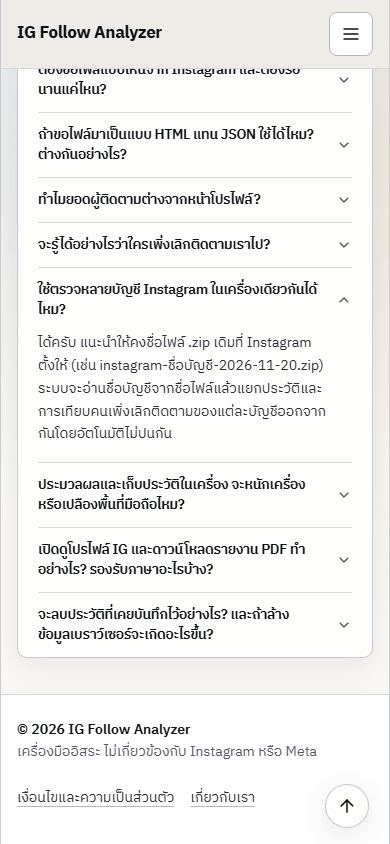 IG Follow Analyzer
ต้องขอไฟล์แบบไหนจาก Instagram และต้องรอ
นานแค่ไหน?
ถ้าขอไฟล์มาเป็นแบบ HTML แทน JSON ใช้ได้ไหม?
ต่างกันอย่างไร?
ทำไมยอดผู้ติดตามต่างจากหน้าโปรไฟล์?
จะรู้ได้อย่างไรว่าใครเพิ่งเลิกติดตามเราไป?
ใช้ตรวจหลายบัญชี Instagram ในเครื่องเดียวกันได้
ไหม?
ได้ครับ แนะนำให้คงชื่อไฟล์ .zip เดิมที่ Instagram
ตั้งให้ (เช่น instagram-ชื่อบัญชี-2026-11-20.zip)
ระบบจะอ่านชื่อบัญชีจากชื่อไฟล์แล้วแยกประวัติและ
การเทียบคนเพิ่งเลิกติดตามของแต่ละบัญชีออกจาก
กันโดยอัตโนมัติไม่ปนกัน
ประมวลผลและเก็บประวัติในเครื่อง จะหนักเครื่อง
หรือเปลืองพื้นที่มือถือไหม?
เปิดดูโปรไฟล์ IG และดาวน์โหลดรายงาน PDF ทำ
อย่างไร? รองรับภาษาอะไรบ้าง?
จะลบประวัติที่เคยบันทึกไว้อย่างไร? และถ้าล้าง
ข้อมูลเบราว์เซอร์จะเกิดอะไรขึ้น?
© 2026 IG Follow Analyzer
เครื่องมืออิสระ ไม่เกี่ยวข้องกับ Instagram หรือ Meta
เงื่อนไขและความเป็นส่วนตัว เกี่ยวกับเรา